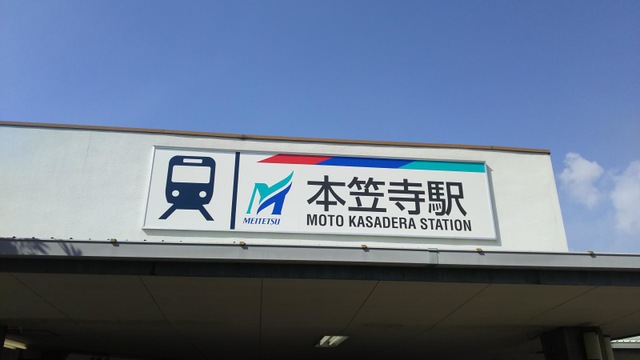 MEITETSU
本笠寺駅
MOTO KASADERA STATION